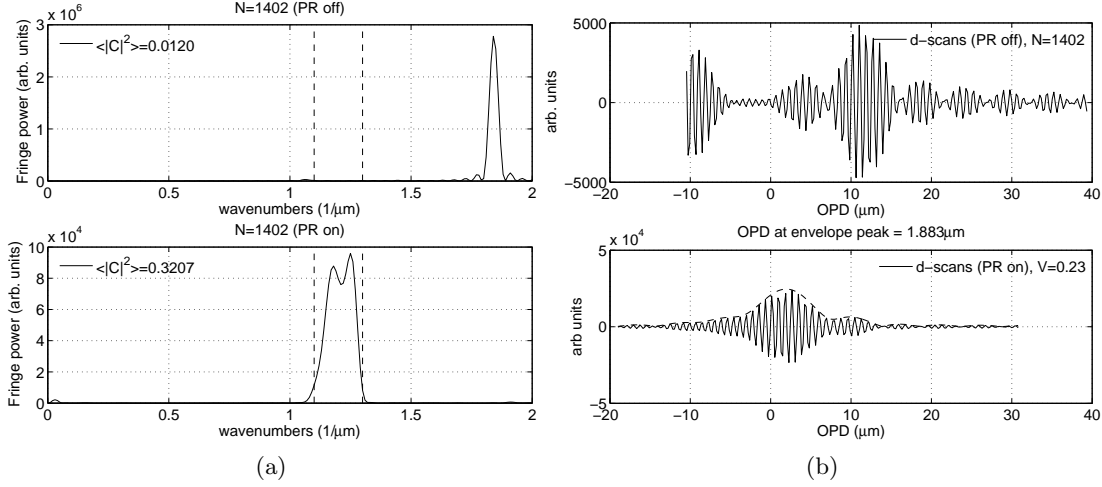 N=1402 (PR off)
x 10^6
Fringe power (arb. units)
3
2
1
0
<|C|^2>=0.0120
0 0.5 1 1.5 2
wavenumbers (1/μm)
N=1402 (PR on)
x 10^4
Fringe power (arb. units)
10
8
6
4
2
0
<|C|^2>=0.3207
0 0.5 1 1.5 2
wavenumbers (1/μm)
(a)
arb. units
5000
0
−5000
d−scans (PR off), N=1402
−20 −10 0 10 20 30 40
OPD (μm)
OPD at envelope peak = 1.883μm
x 10^4
arb units
5
0
−5
d−scans (PR on), V=0.23
−20 −10 0 10 20 30 40
OPD (μm)
(b)